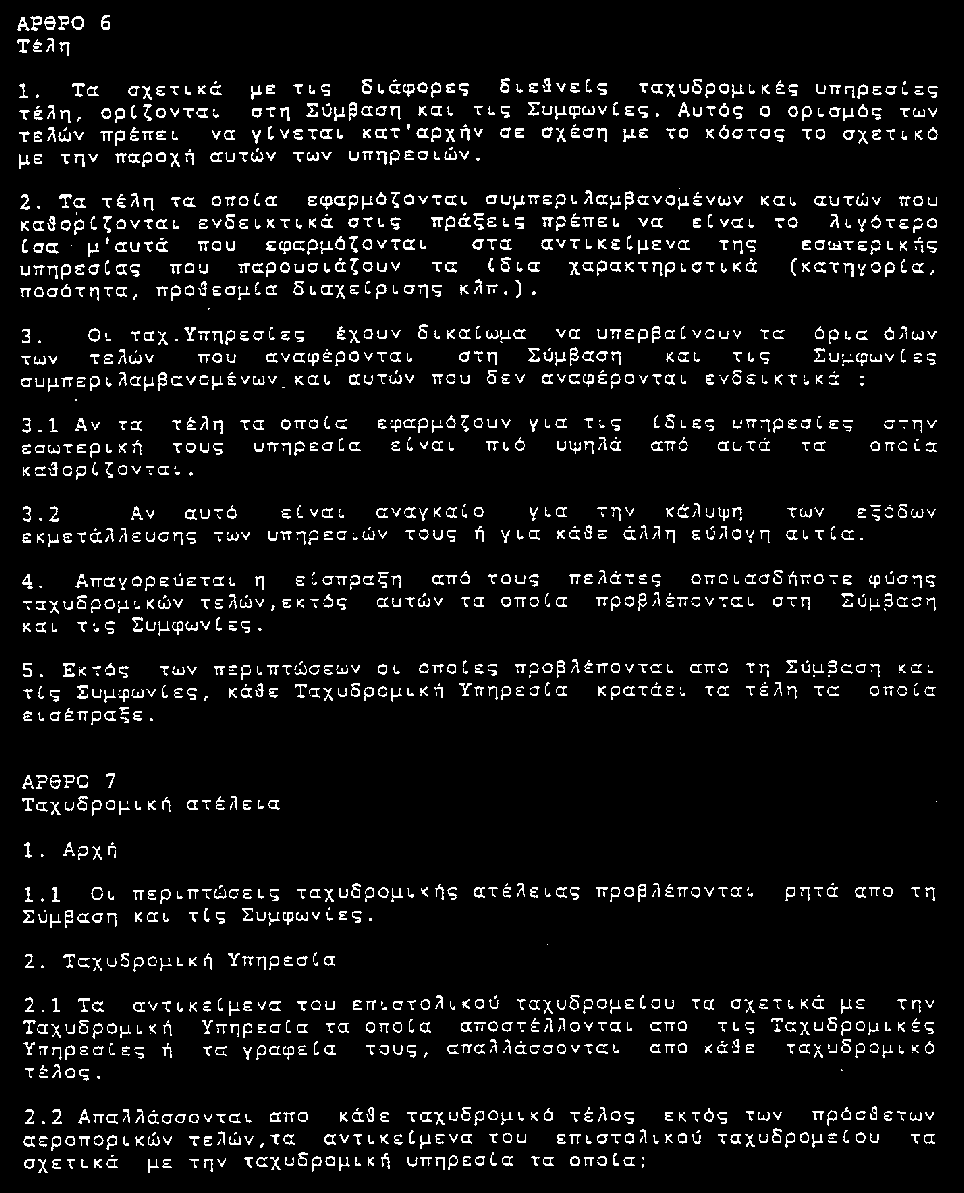 ΑΡΘΡΟ 6
Τέλη
1. Τα σχετικά με τις διάφορες διεθνείς ταχυδρομικές υπηρεσίες
τέλη, ορίζονται στη Σύμβαση και τις Συμφωνίες. Αυτός ο ορισμός των
τελών πρέπει να γίνεται κατ'αρχήν σε σχέση με το κόστος το σχετικό
με την παροχή αυτών των υπηρεσιών.
2. Τα τέλη τα οποία εφαρμόζονται συμπεριλαμβανομένων και αυτών που
καθορίζονται ενδεικτικά στις πράξεις πρέπει να είναι το λιγότερο
ίσα μ'αυτά που εφαρμόζονται στα αντικείμενα της εσωτερικής
υπηρεσίας που παρουσιάζουν τα ίδια χαρακτηριστικά (κατηγορία,
ποσότητα, προθεσμία διαχείρισης κλπ.).
3. Οι ταχ.Υπηρεσίες έχουν δικαίωμα να υπερβαίνουν τα όρια όλων
των τελών που αναφέρονται στη Σύμβαση και τις Συμφωνίες
συμπεριλαμβανομένων και αυτών που δεν αναφέρονται ενδεικτικά :
3.1 Αν τα τέλη τα οποία εφαρμόζουν για τις ίδιες υπηρεσίες στην
εσωτερική τους υπηρεσία είναι πιό υψηλά από αυτά τα οποία
καθορίζονται.
3.2 Αν αυτό είναι αναγκαίο για την κάλυψη των εξόδων
εκμετάλλευσης των υπηρεσιών τους ή για κάθε άλλη εύλογη αιτία.
4. Απαγορεύεται η είσπραξη από τους πελάτες οποιασδήποτε φύσης
ταχυδρομικών τελών,εκτός αυτών τα οποία προβλέπονται στη Σύμβαση
και τις Συμφωνίες.
5. Εκτός των περιπτώσεων οι οποίες προβλέπονται απο τη Σύμβαση και
τίς Συμφωνίες, κάθε Ταχυδρομική Υπηρεσία κρατάει τα τέλη τα οποία
εισέπραξε.
ΑΡΘΡΟ 7
Ταχυδρομική ατέλεια
1. Αρχή
1.1 Οι περιπτώσεις ταχυδρομικής ατέλειας προβλέπονται ρητά απο τη
Σύμβαση και τίς Συμφωνίες.
2. Ταχυδρομική Υπηρεσία
2.1 Τα αντικείμενα του επιστολικού ταχυδρομείου τα σχετικά με την
Ταχυδρομική Υπηρεσία τα οποία αποστέλλονται απο τις Ταχυδρομικές
Υπηρεσίες ή τα γραφεία τους, απαλλάσσονται απο κάθε ταχυδρομικό
τέλος.
2.2 Απαλλάσσονται απο κάθε ταχυδρομικό τέλος εκτός των πρόσθετων
αεροπορικών τελών,τα αντικείμενα του επιστολικού ταχυδρομείου τα
σχετικά με την ταχυδρομική υπηρεσία τα οποία;